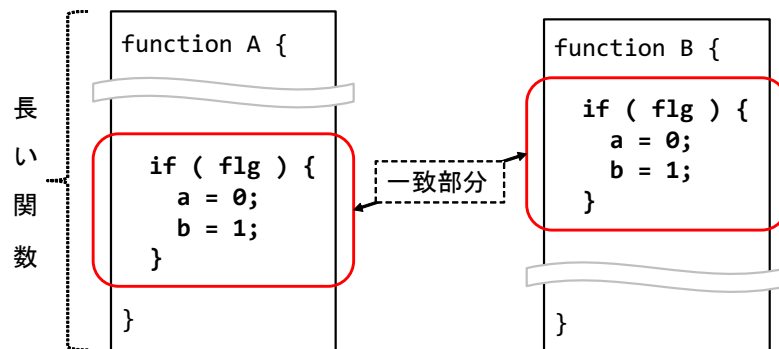 長い関数
function A {
if ( flg ) {
a = 0;
b = 1;
}
}
一致部分
function B {
if ( flg ) {
a = 0;
b = 1;
}
}